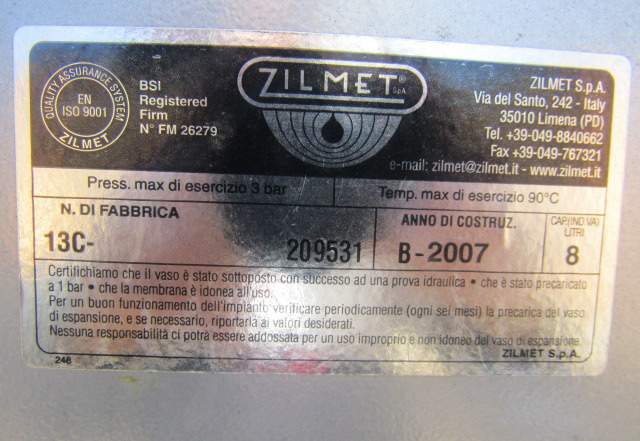 QUALITY ASSURANCE SYSTEM
EN
ISO 9001
ZILMET
BSI
Registered
Firm
N° FM 26279
ZILMET®
SpA
ZILMET S.p.A.
Via del Santo, 242 - Italy
35010 Limena (PD)
Tel. +39-049-8840662
Fax +39-049-767321
e-mail: zilmet@zilmet.it - www.zilmet.it
Press. max di esercizio 3 bar
Temp. max di esercizio 90°C
N. DI FABBRICA
13C- 209531
ANNO DI COSTRUZ.
B-2007
LITRI
8
Certifichiamo che il vaso è stato sottoposto con successo ad una prova idraulica • che è stato precaricato
a 1 bar • che la membrana è idonea all'uso.
Per un buon funzionamento dell'impianto verificare periodicamente (ogni sei mesi) la precarica del vaso
di espansione, e se necessario, riportarla ai valori desiderati.
Nessuna responsabilità ci potrà essere addossata per un uso improprio e non idoneo del vaso di espansione.
ZILMET S.p.A.
246